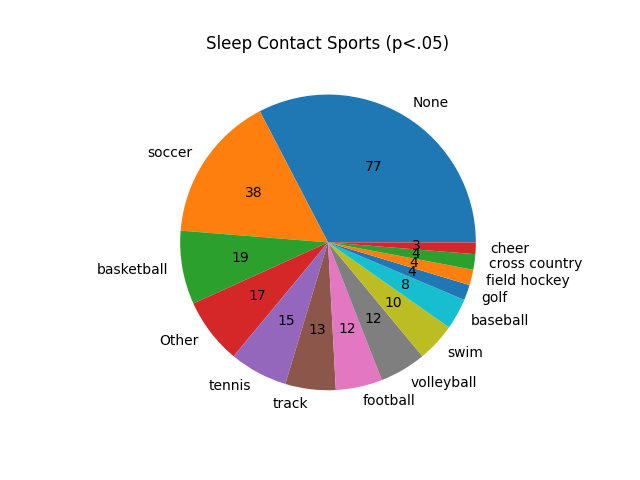 Sleep Contact Sports (p<.05)
None
77
soccer
38
basketball
19
Other
17
tennis
15
track
13
football
12
volleyball
12
swim
10
baseball
8
golf
4
field hockey
4
cross country
4
cheer
3